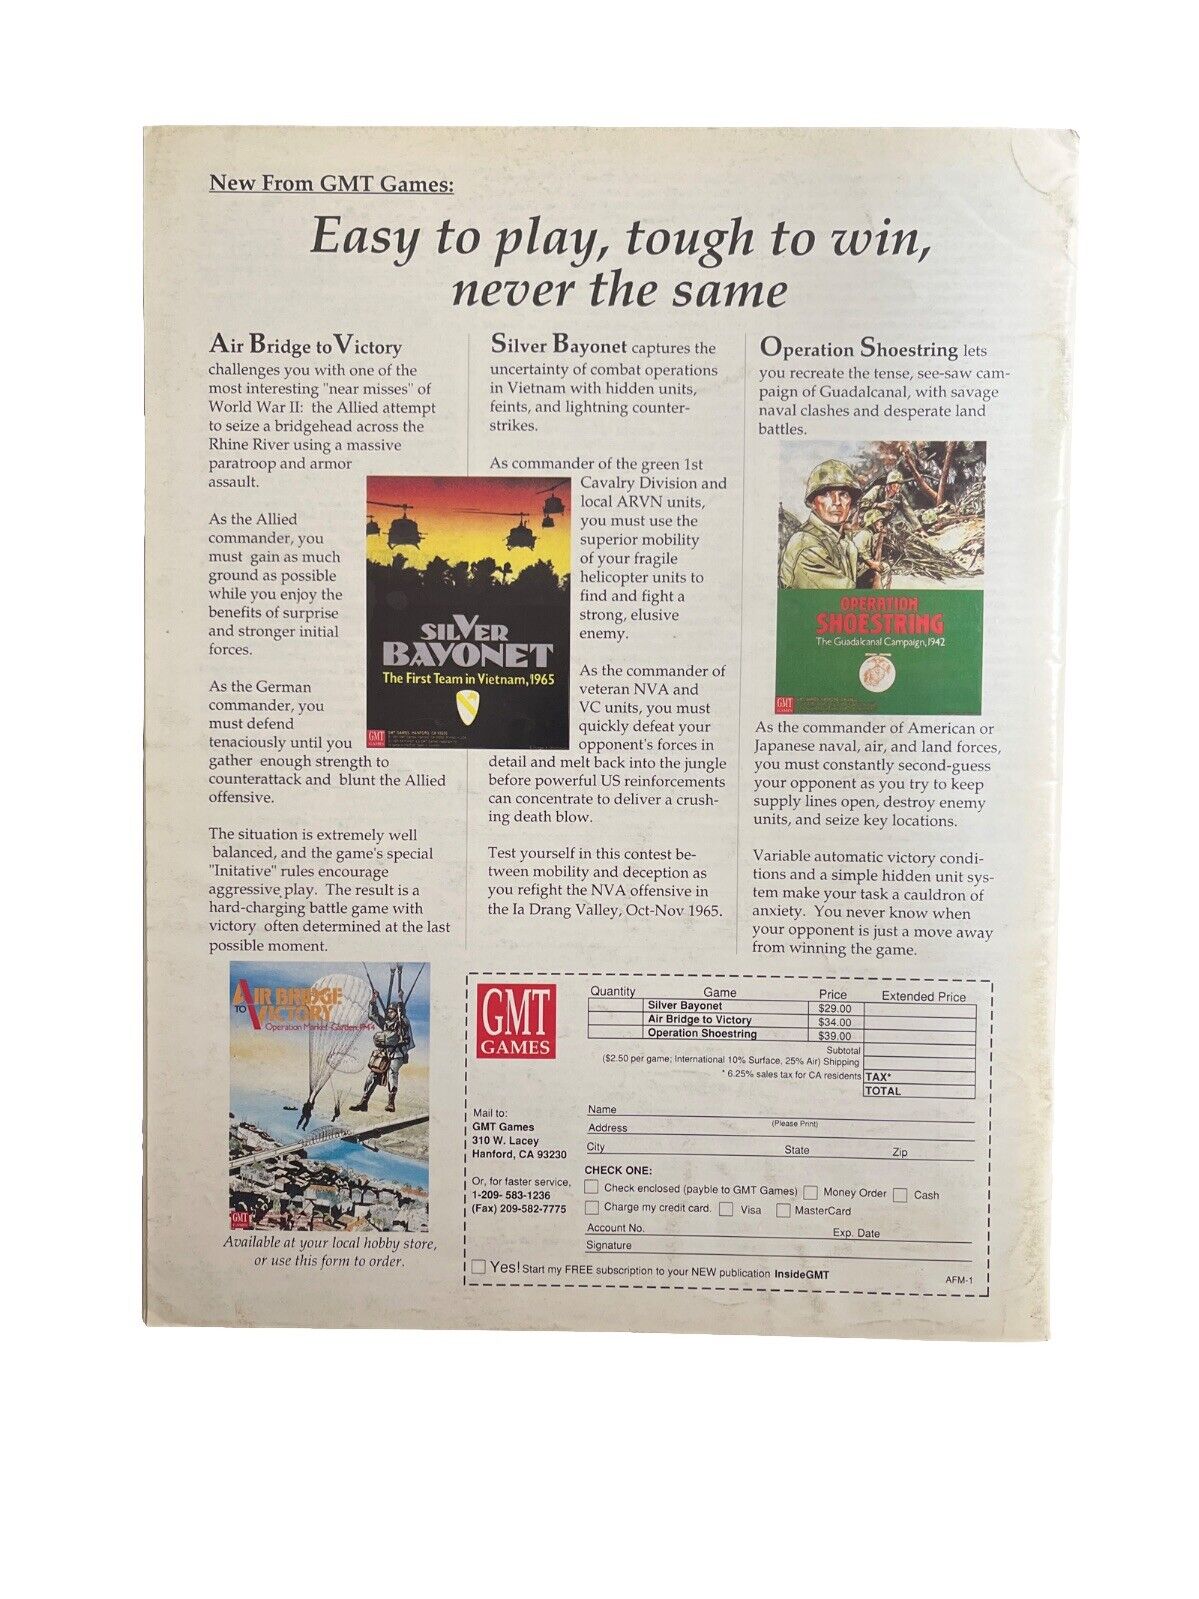 New From GMT Games:
Easy to play, tough to win,
never the same
Air Bridge to Victory
challenges you with one of the
most interesting "near misses" of
World War II: the Allied attempt
to seize a bridgehead across the
Rhine River using a massive
paratroop and armor
assault.
As the Allied
commander, you
must gain as much
ground as possible
while you enjoy the
benefits of surprise
and stronger initial
forces.
As the German
commander, you
must defend
tenaciously until you
gather enough strength to
counterattack and blunt the Allied
offensive.
The situation is extremely well
balanced, and the game's special
"Initative" rules encourage
aggressive play. The result is a
hard-charging battle game with
victory often determined at the last
possible moment.
AIR BRIDGE
TO VICTORY
Operation Market-Garden, 1944
GMT
GAMES
Available at your local hobby store,
or use this form to order.
Silver Bayonet captures the
uncertainty of combat operations
in Vietnam with hidden units,
feints, and lightning counter-
strikes.
As commander of the green 1st
Cavalry Division and
local ARVN units,
you must use the
superior mobility
of your fragile
helicopter units to
find and fight a
strong, elusive
enemy.
As the commander of
veteran NVA and
VC units, you must
quickly defeat your
opponent's forces in
detail and melt back into the jungle
before powerful US reinforcements
can concentrate to deliver a crush-
ing death blow.
Test yourself in this contest be-
tween mobility and deception as
you refight the NVA offensive in
the Ia Drang Valley, Oct-Nov 1965.
SILVER
BAYONET
The First Team in Vietnam, 1965
GMT
GAMES
Operation Shoestring lets
you recreate the tense, see-saw cam-
paign of Guadalcanal, with savage
naval clashes and desperate land
battles.
OPERATION
SHOESTRING
The Guadalcanal Campaign, 1942
GMT
GAMES
As the commander of American or
Japanese naval, air, and land forces,
you must constantly second-guess
your opponent as you try to keep
supply lines open, destroy enemy
units, and seize key locations.
Variable automatic victory condi-
tions and a simple hidden unit sys-
tem make your task a cauldron of
anxiety. You never know when
your opponent is just a move away
from winning the game.
GMT
GAMES
Quantity Game Price Extended Price
Silver Bayonet $29.00
Air Bridge to Victory $34.00
Operation Shoestring $39.00
Subtotal
($2.50 per game; International 10% Surface, 25% Air) Shipping
* 6.25% sales tax for CA residents TAX*
TOTAL
Mail to:
GMT Games
310 W. Lacey
Hanford, CA 93230
Or, for faster service,
1-209- 583-1236
(Fax) 209-582-7775
Name
(Please Print)
Address
City State Zip
CHECK ONE:
Check enclosed (payble to GMT Games) Money Order Cash
Charge my credit card. Visa MasterCard
Account No. Exp. Date
Signature
Yes! Start my FREE subscription to your NEW publication InsideGMT
AFM-1